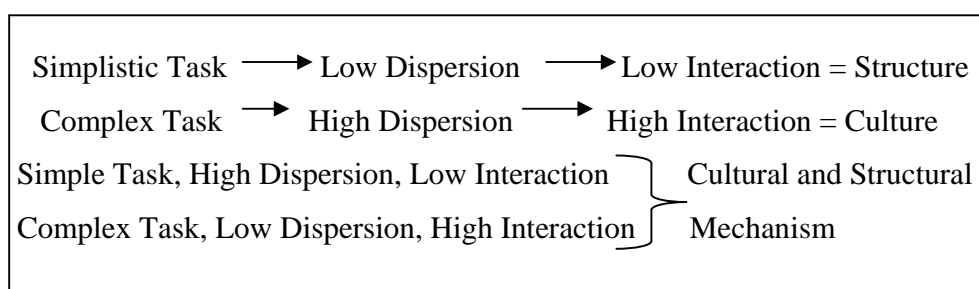 Simplistic Task → Low Dispersion → Low Interaction = Structure
Complex Task → High Dispersion → High Interaction = Culture
Simple Task, High Dispersion, Low Interaction Cultural and Structural
Complex Task, Low Dispersion, High Interaction Mechanism